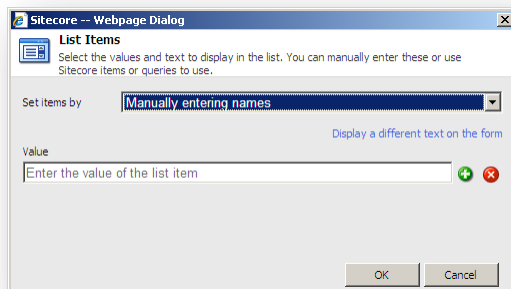 Sitecore -- Webpage Dialog
List Items
Select the values and text to display in the list. You can manually enter these or use
Sitecore items or queries to use.
Set items by Manually entering names
Display a different text on the form
Value
Enter the value of the list item
OK Cancel